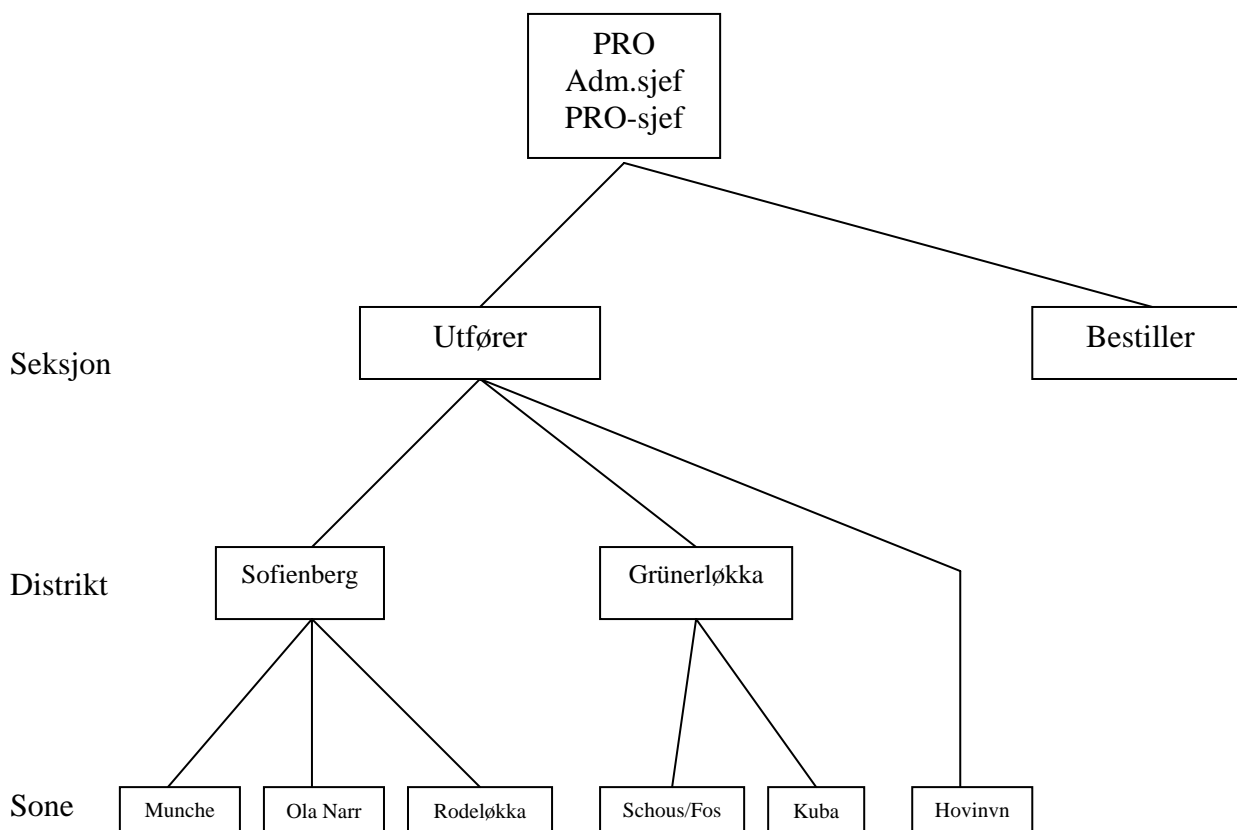 PRO
Adm.sjef
PRO-sjef
Utfører
Bestiller
Seksjon
Sofienberg
Grünerløkka
Distrikt
Sone
Munche
Ola Narr
Rodeløkka
Schous/Fos
Kuba
Hovinvn